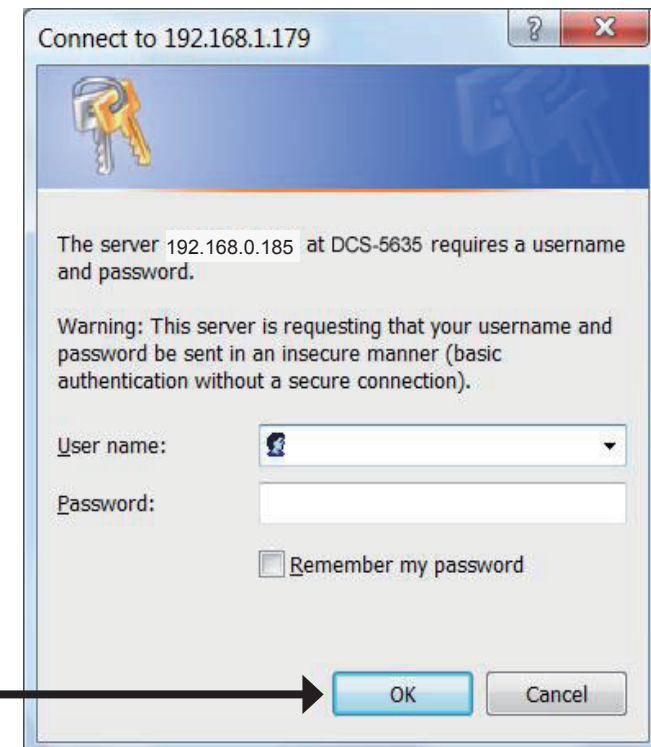 Connect to 192.168.1.179
?
The server 192.168.0.185 at DCS-5635 requires a username
and password.
Warning: This server is requesting that your username and
password be sent in an insecure manner (basic
authentication without a secure connection).
User name:
Password:
Remember my password
OK Cancel